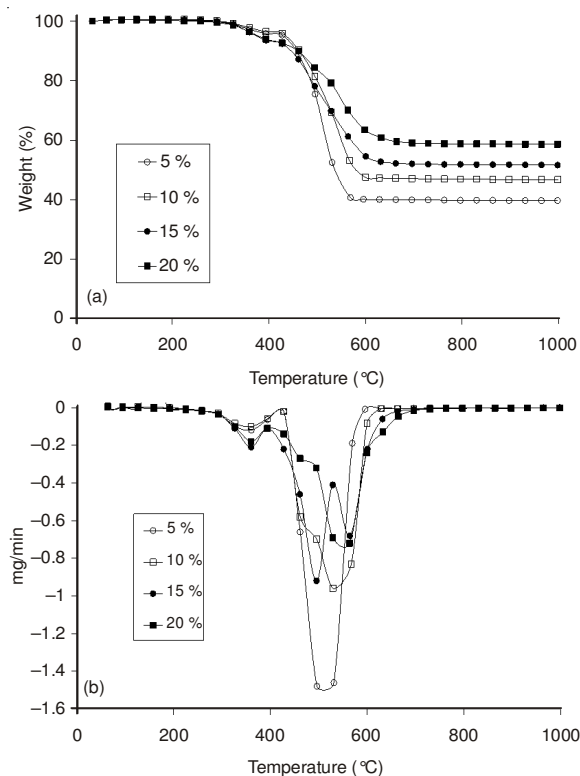 100
80
60
40
20
0
Weight (%)
5 %
10 %
15 %
20 %
(a)
0 200 400 600 800 1000
Temperature (°C)
0
–0.2
–0.4
–0.6
–0.8
–1
–1.2
–1.4
–1.6
mg/min
5 %
10 %
15 %
20 %
(b)
0 200 400 600 800 1000
Temperature (°C)